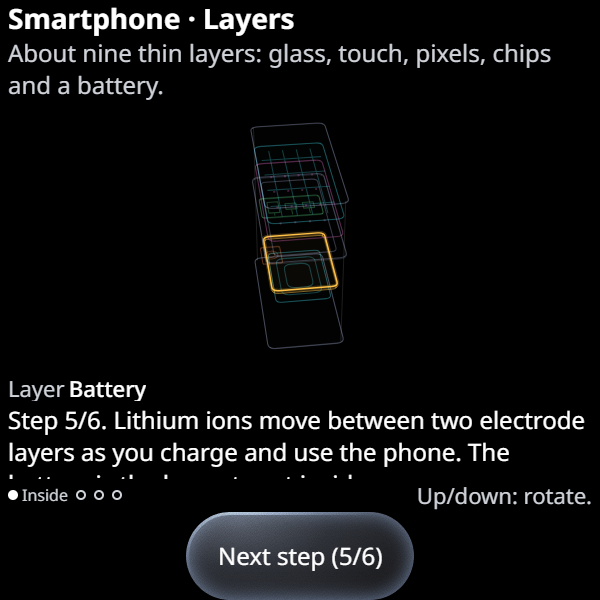 Smartphone · Layers
About nine thin layers: glass, touch, pixels, chips
and a battery.
Layer Battery
Step 5/6. Lithium ions move between two electrode
layers as you charge and use the phone. The
Inside
Up/down: rotate.
Next step (5/6)